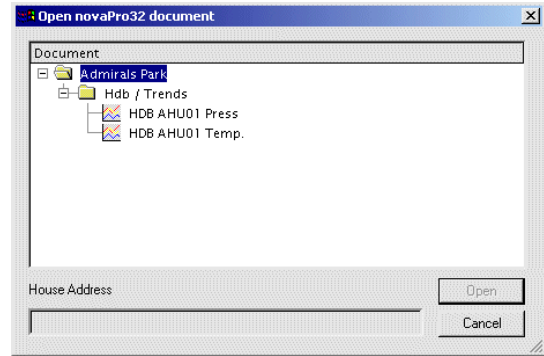 Open novaPro32 document
Document
Admirals Park
Hdb / Trends
HDB AHU01 Press
HDB AHU01 Temp.
House Address
Open
Cancel